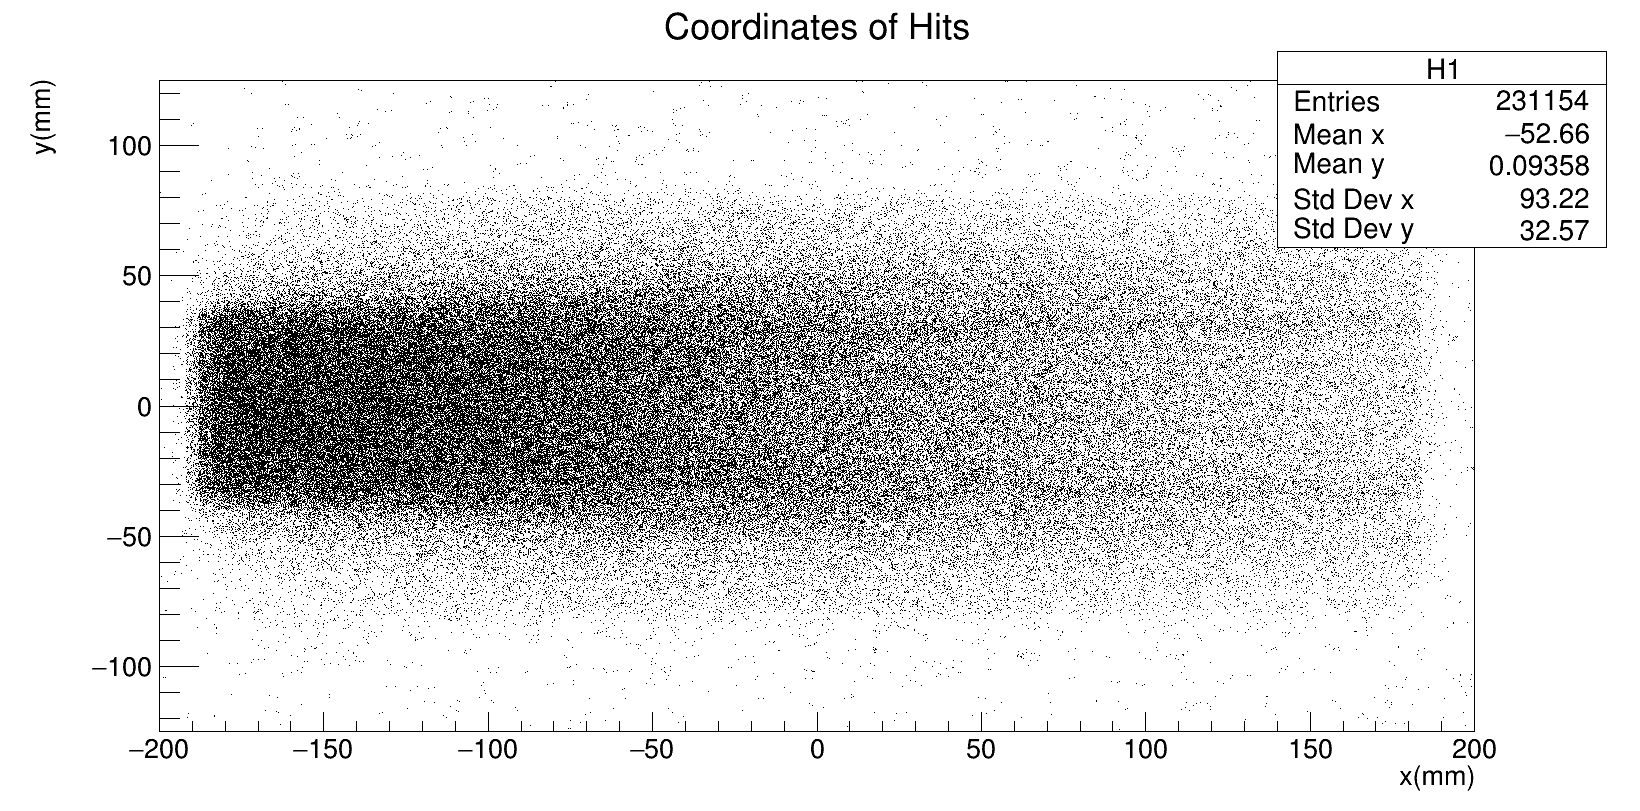 Coordinates of Hits
H1
Entries 231154
Mean x −52.66
Mean y 0.09358
Std Dev x 93.22
Std Dev y 32.57
y(mm)
100
50
0
−50
−100
−200 −150 −100 −50 0 50 100 150 200
x(mm)